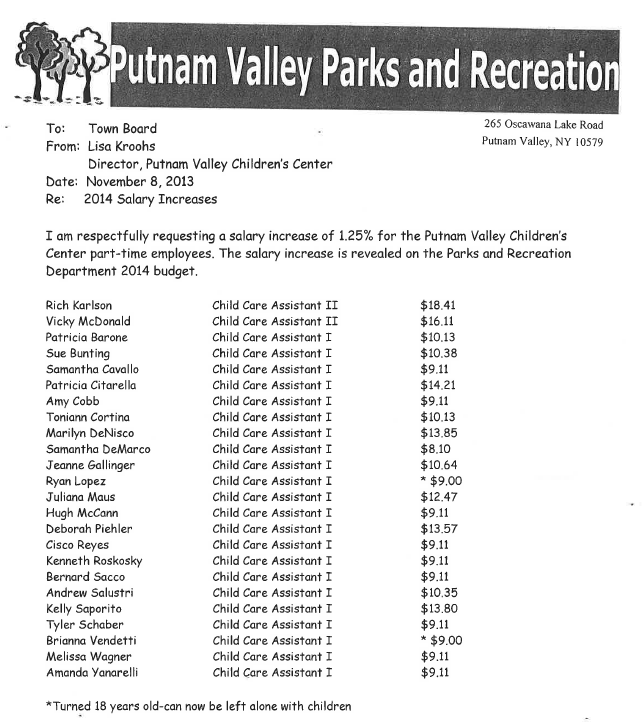 Putnam Valley Parks and Recreation
265 Oscawana Lake Road
Putnam Valley, NY 10579
To: Town Board
From: Lisa Kroohs
Director, Putnam Valley Children's Center
Date: November 8, 2013
Re: 2014 Salary Increases
I am respectfully requesting a salary increase of 1.25% for the Putnam Valley Children's
Center part-time employees. The salary increase is revealed on the Parks and Recreation
Department 2014 budget.
Rich Karlson Child Care Assistant II $18.41
Vicky McDonald Child Care Assistant II $16.11
Patricia Barone Child Care Assistant I $10.13
Sue Bunting Child Care Assistant I $10.38
Samantha Cavallo Child Care Assistant I $9.11
Patricia Citarella Child Care Assistant I $14.21
Amy Cobb Child Care Assistant I $9.11
Toniann Cortina Child Care Assistant I $10.13
Marilyn DeNisco Child Care Assistant I $13.85
Samantha DeMarco Child Care Assistant I $8.10
Jeanne Gallinger Child Care Assistant I $10.64
Ryan Lopez Child Care Assistant I * $9.00
Juliana Maus Child Care Assistant I $12.47
Hugh McCann Child Care Assistant I $9.11
Deborah Piehler Child Care Assistant I $13.57
Cisco Reyes Child Care Assistant I $9.11
Kenneth Roskosky Child Care Assistant I $9.11
Bernard Sacco Child Care Assistant I $9.11
Andrew Salustri Child Care Assistant I $10.35
Kelly Saporito Child Care Assistant I $13.80
Tyler Schaber Child Care Assistant I $9.11
Brianna Vendetti Child Care Assistant I * $9.00
Melissa Wagner Child Care Assistant I $9.11
Amanda Yanarelli Child Care Assistant I $9.11
*Turned 18 years old-can now be left alone with children